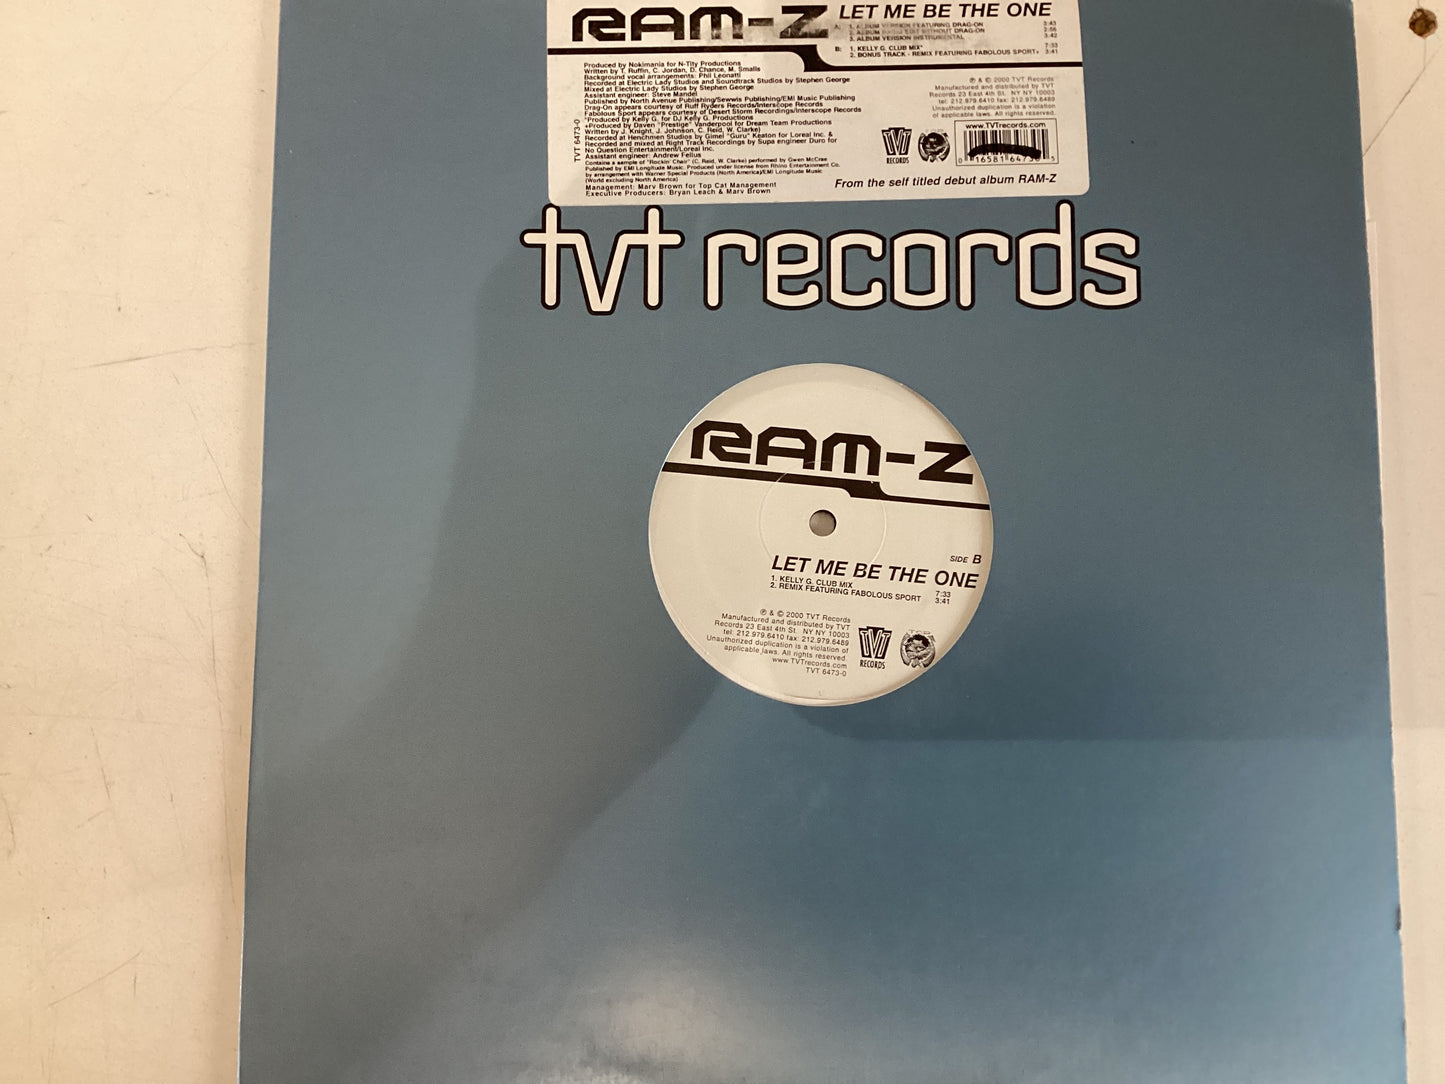 RAM-Z
LET ME BE THE ONE
A: 1. ALBUM VERSION FEATURING DRAG-ON 3:43
2. ALBUM RADIO EDIT WITHOUT DRAG-ON 2:56
3. ALBUM VERSION INSTRUMENTAL 3:42
B: 1. KELLY G. CLUB MIX* 7:33
2. BONUS TRACK - REMIX FEATURING FABOLOUS SPORT+ 3:41
Produced by Nokimania for N-Tity Productions
Written by T. Ruffin, C. Jordan, D. Chance, M. Smalls
Background vocal arrangements: Phil Leonatti
Recorded at Electric Lady Studios and Soundtrack Studios by Stephen George
Mixed at Electric Lady Studios by Stephen George
Assistant engineer: Steve Mandel
Published by North Avenue Publishing/Sewwis Publishing/EMI Music Publishing
Drag-On appears courtesy of Ruff Ryders Records/Interscope Records
Fabolous Sport appears courtesy of Desert Storm Recordings/Interscope Records
*Produced by Kelly G. for DJ Kelly G. Productions
+Produced by Daven "Prestige" Vanderpool for Dream Team Productions
Written by J. Knight, J. Johnson, C. Reid, W. Clarke)
Recorded at Henchmen Studios by Gimel "Guru" Keaton for Loreal Inc. &
Recorded and mixed at Right Track Recordings by Supa engineer Duro for
No Question Entertainment/Loreal Inc.
Assistant engineer: Andrew Felius
Contains a sample of "Rockin' Chair" (C. Reid, W. Clarke) performed by Gwen McCrae
Published by EMI Longitude Music. Produced under license from Rhino Entertainment Co.
by arrangement with Warner Special Products (North America)/EMI Longitude Music
(World excluding North America)
Management: Marv Brown for Top Cat Management
Executive Producers: Bryan Leach & Marv Brown
TVT 6473-0
℗ & © 2000 TVT Records
Manufactured and distributed by TVT
Records 23 East 4th St. NY NY 10003
tel: 212.979.6410 fax: 212.979.6489
Unauthorized duplication is a violation
of applicable laws. All rights reserved.
TVT
RECORDS
www.TVTrecords.com
0 16581 64730 5
From the self titled debut album RAM-Z
tvt records
RAM-Z
SIDE B
LET ME BE THE ONE
1. KELLY G. CLUB MIX 7:33
2. REMIX FEATURING FABOLOUS SPORT 3:41
℗ & © 2000 TVT Records
Manufactured and distributed by TVT
Records 23 East 4th St. NY NY 10003
tel: 212.979.6410 fax: 212.979.6489
Unauthorized duplication is a violation of
applicable laws. All rights reserved.
www.TVTrecords.com
TVT 6473-0
TVT
RECORDS